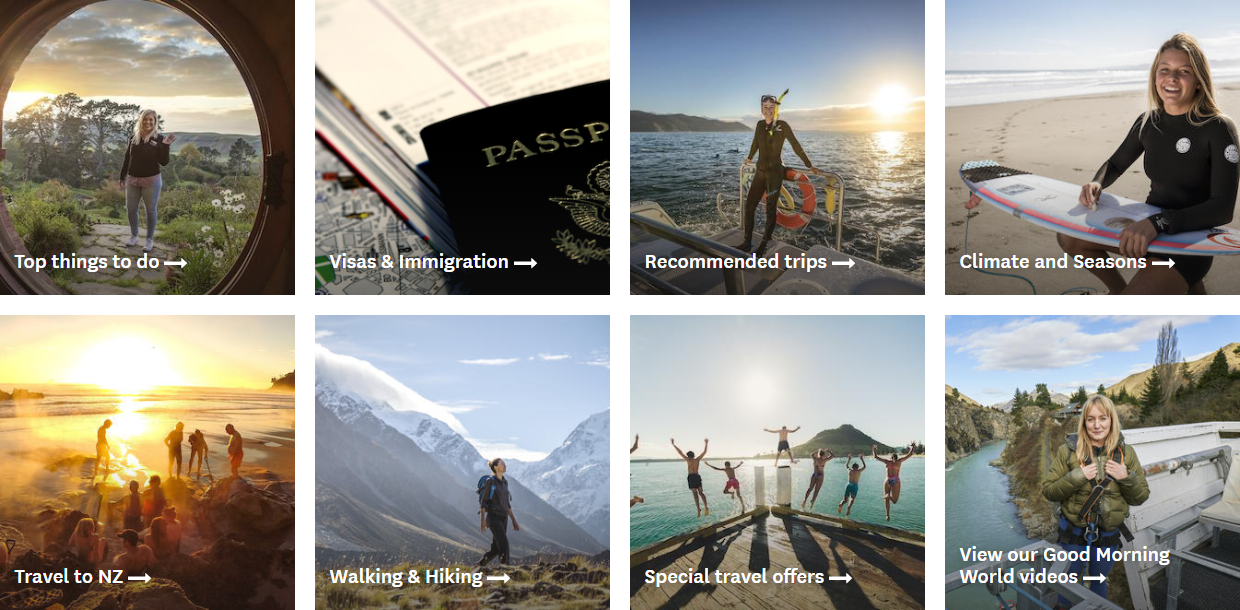 Top things to do
Visas & Immigration
PASSP
Recommended trips
Climate and Seasons
Travel to NZ
Walking & Hiking
Special travel offers
View our Good Morning
World videos